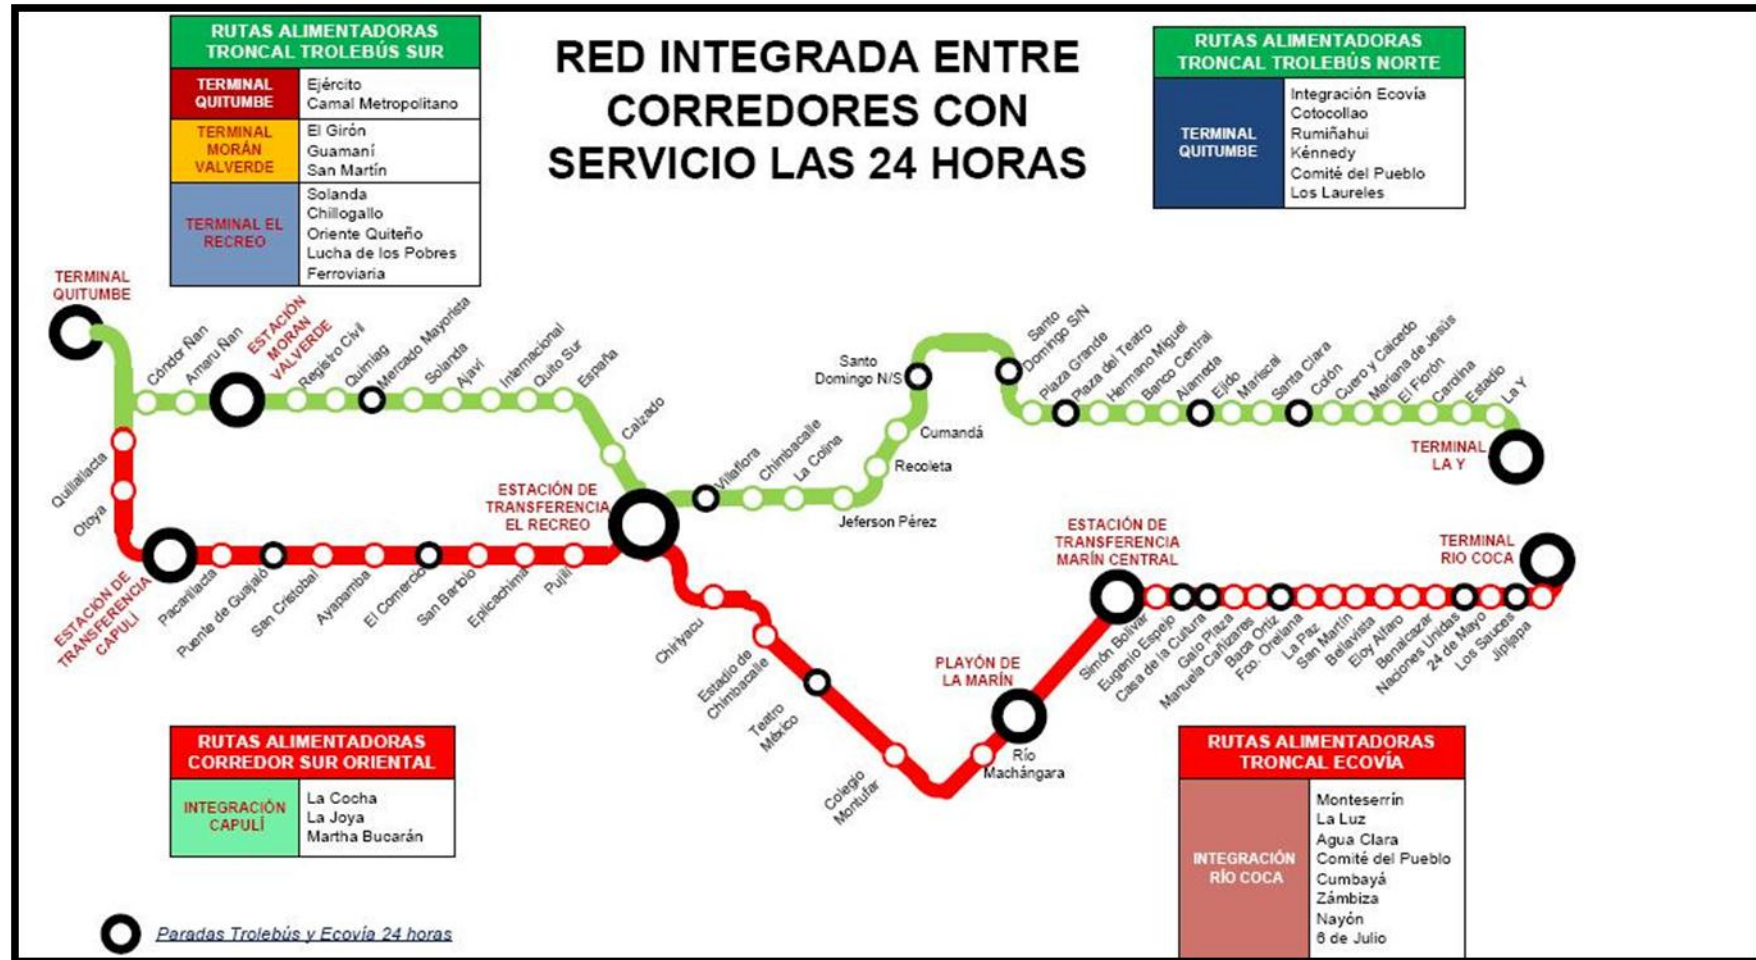 RUTAS ALIMENTADORAS
TRONCAL TROLEBÚS SUR
TERMINAL
QUITUMBE
Ejército
Camal Metropolitano
TERMINAL
MORÁN
VALVERDE
El Girón
Guamaní
San Martín
TERMINAL EL
RECREO
Solanda
Chillogallo
Oriente Quiteño
Lucha de los Pobres
Ferroviaria
RED INTEGRADA ENTRE
CORREDORES CON
SERVICIO LAS 24 HORAS
RUTAS ALIMENTADORAS
TRONCAL TROLEBÚS NORTE
TERMINAL
QUITUMBE
Integración Ecovía
Cotocollao
Rumiñahui
Kénnedy
Comité del Pueblo
Los Laureles
TERMINAL
QUITUMBE
Cóndor Ñan
Amaru Ñan
ESTACIÓN
MORAN
VALVERDE
Registro Civil
Quimiag
Mercado Mayorista
Solanda
Ajaví
Internacional
Quito Sur
España
Calzado
ESTACIÓN DE
TRANSFERENCIA
EL RECREO
Villaflora
Chimbacalle
La Colina
Jeferson Pérez
Recoleta
Cumandá
Santo
Domingo N/S
Santo
Domingo S/N
Plaza Grande
Plaza del Teatro
Hermano Miguel
Banco Central
Alameda
Ejido
Mariscal
Santa Clara
Colón
Cuero y Caicedo
Mariana de Jesús
El Florón
Carolina
Estadio
La Y
TERMINAL
LA Y
Quillallacta
Otoya
ESTACIÓN DE
TRANSFERENCIA
CAPULÍ
Pacarillacta
Puente de Guajaló
San Cristobal
Ayapamba
El Comercio
San Bartolo
Epiicachima
Pujilí
Chiriyacu
Estadio de
Chimbacalle
Teatro
México
Colegio
Montufar
Río
Machángara
PLAYÓN DE
LA MARÍN
ESTACIÓN DE
TRANSFERENCIA
MARÍN CENTRAL
Simón Bolívar
Eugenio Espejo
Casa de la Cultura
Galo Plaza
Manuela Cañizares
Baca Ortiz
Fco. Orellana
La Paz
San Martín
Bellavista
Eloy Alfaro
Benalcazar
Naciones Unidas
24 de Mayo
Los Sauces
Jipijapa
TERMINAL
RIO COCA
RUTAS ALIMENTADORAS
CORREDOR SUR ORIENTAL
INTEGRACIÓN
CAPULÍ
La Cocha
La Joya
Martha Bucarán
RUTAS ALIMENTADORAS
TRONCAL ECOVÍA
INTEGRACIÓN
RÍO COCA
Monteserrín
La Luz
Agua Clara
Comité del Pueblo
Cumbayá
Zámbiza
Nayón
6 de Julio
Paradas Trolebús y Ecovía 24 horas